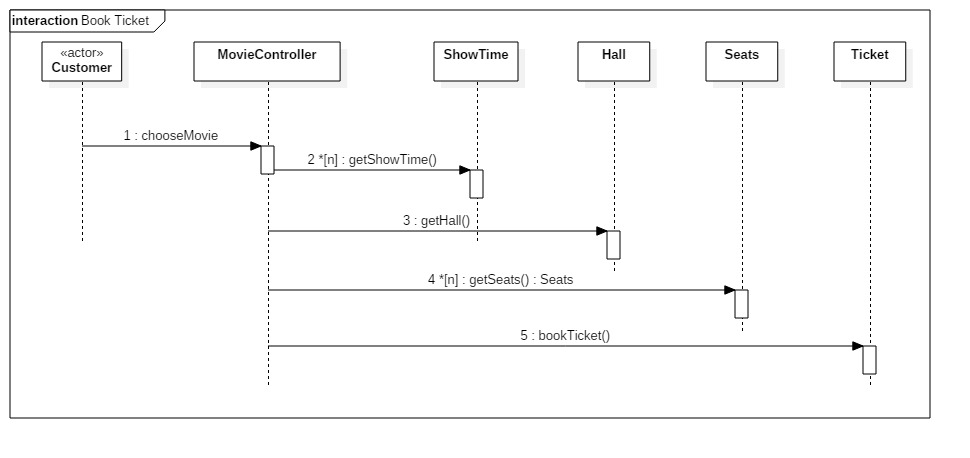 interaction Book Ticket
«actor»
Customer
MovieController
ShowTime
Hall
Seats
Ticket
1 : chooseMovie
2 *[n] : getShowTime()
3 : getHall()
4 *[n] : getSeats() : Seats
5 : bookTicket()